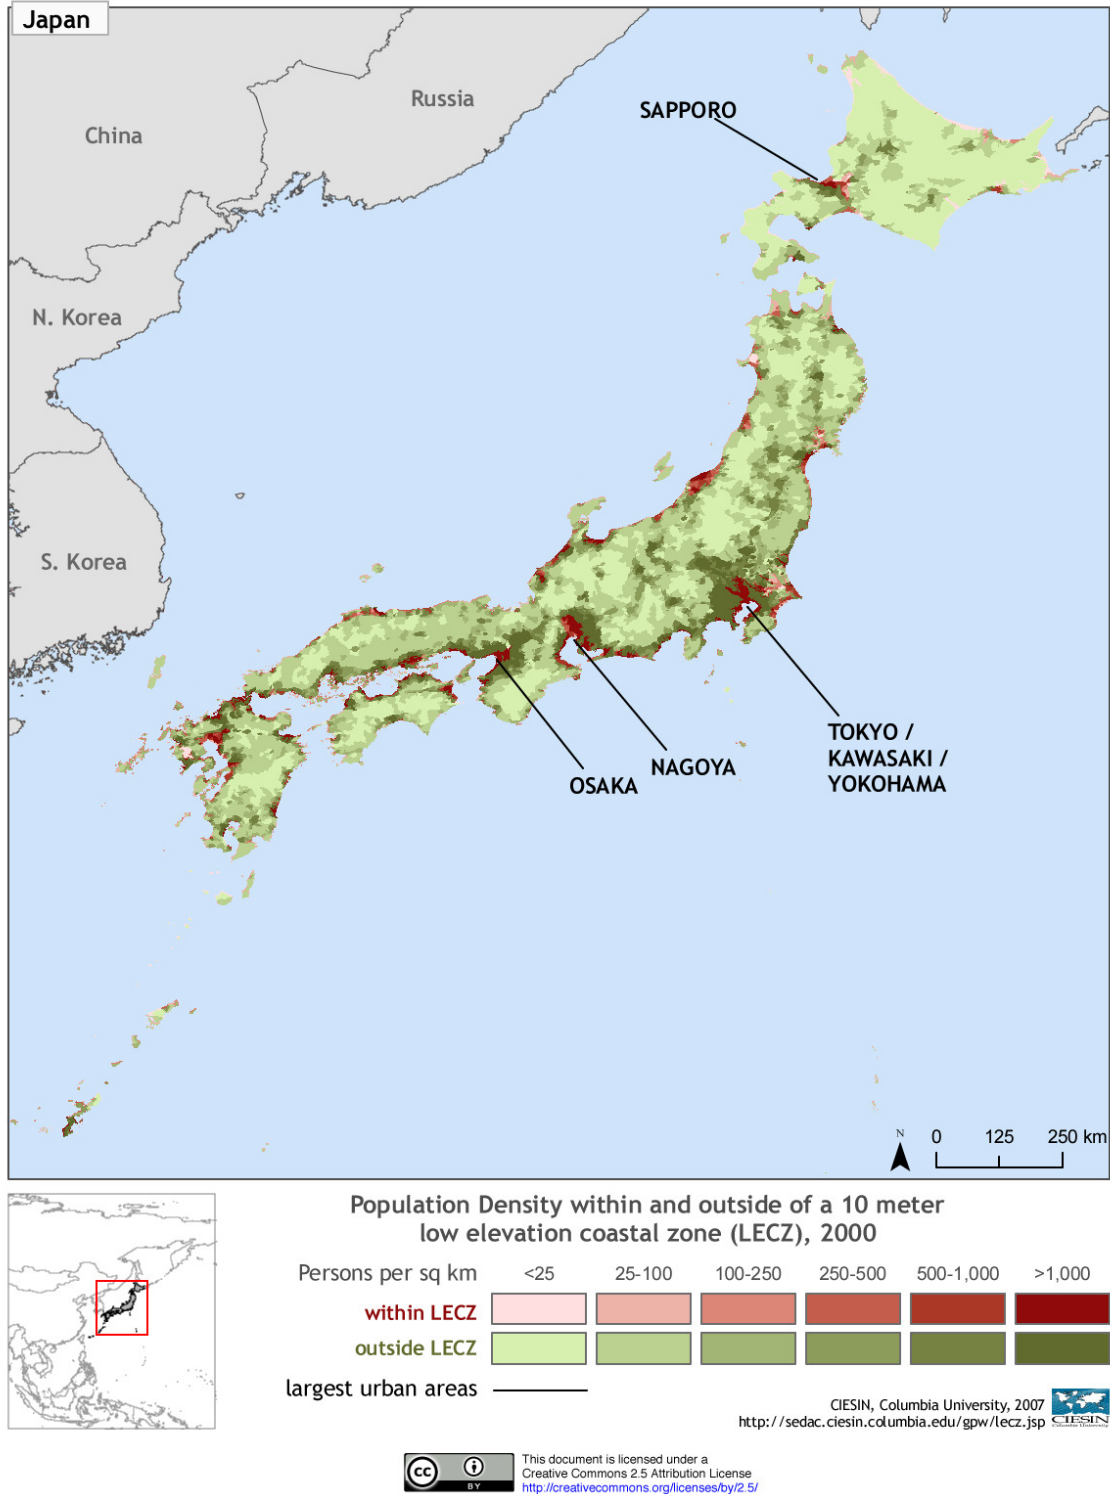 Japan
China
Russia
SAPPORO
N. Korea
S. Korea
TOKYO /
KAWASAKI /
YOKOHAMA
NAGOYA
OSAKA
N
0 125 250 km
Population Density within and outside of a 10 meter
low elevation coastal zone (LECZ), 2000
Persons per sq km <25 25-100 100-250 250-500 500-1,000 >1,000
within LECZ
outside LECZ
largest urban areas
CIESIN, Columbia University, 2007
http://sedac.ciesin.columbia.edu/gpw/lecz.jsp
CIESIN
cc
BY
This document is licensed under a
Creative Commons 2.5 Attribution License
http://creativecommons.org/licenses/by/2.5/